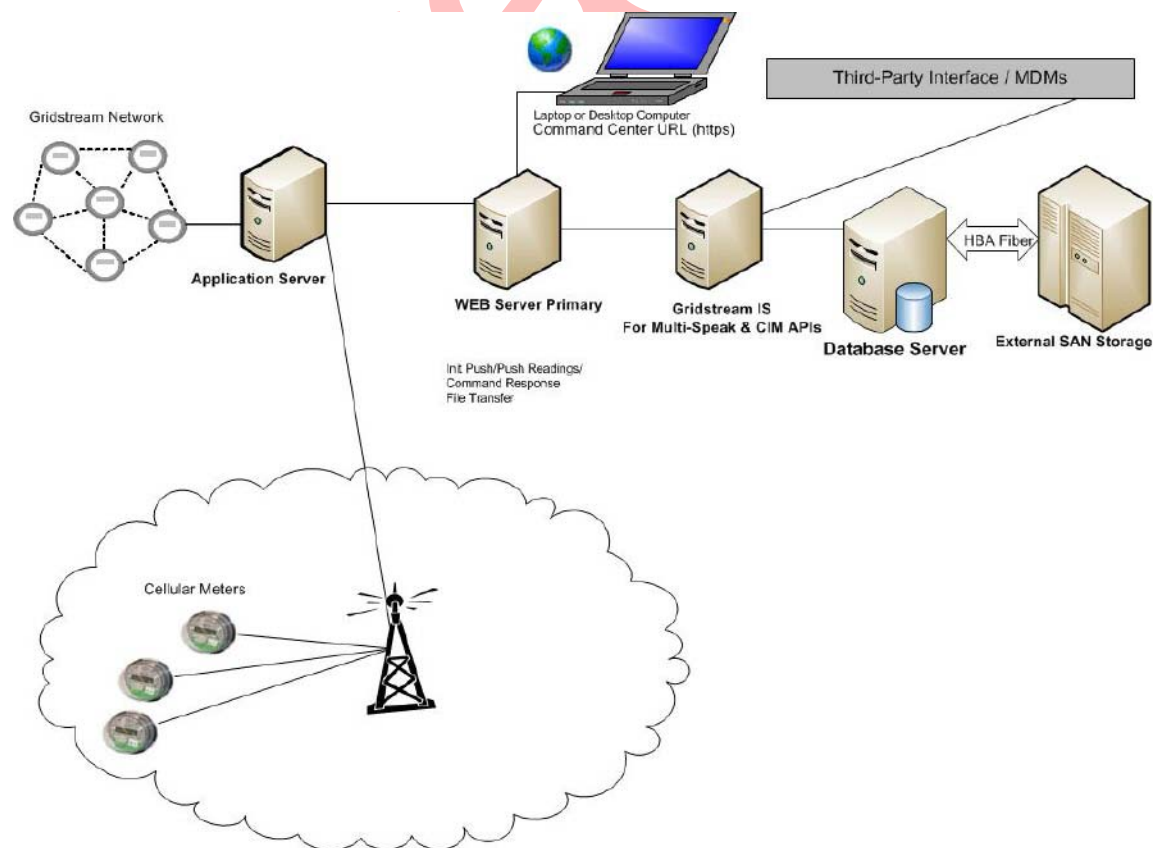 Third-Party Interface / MDMs
Laptop or Desktop Computer
Command Center URL (https)
Gridstream Network
HBA Fiber
Application Server
WEB Server Primary
Gridstream IS
For Multi-Speak & CIM APIs
Database Server
External SAN Storage
Init Push/Push Readings/
Command Response
File Transfer
Cellular Meters